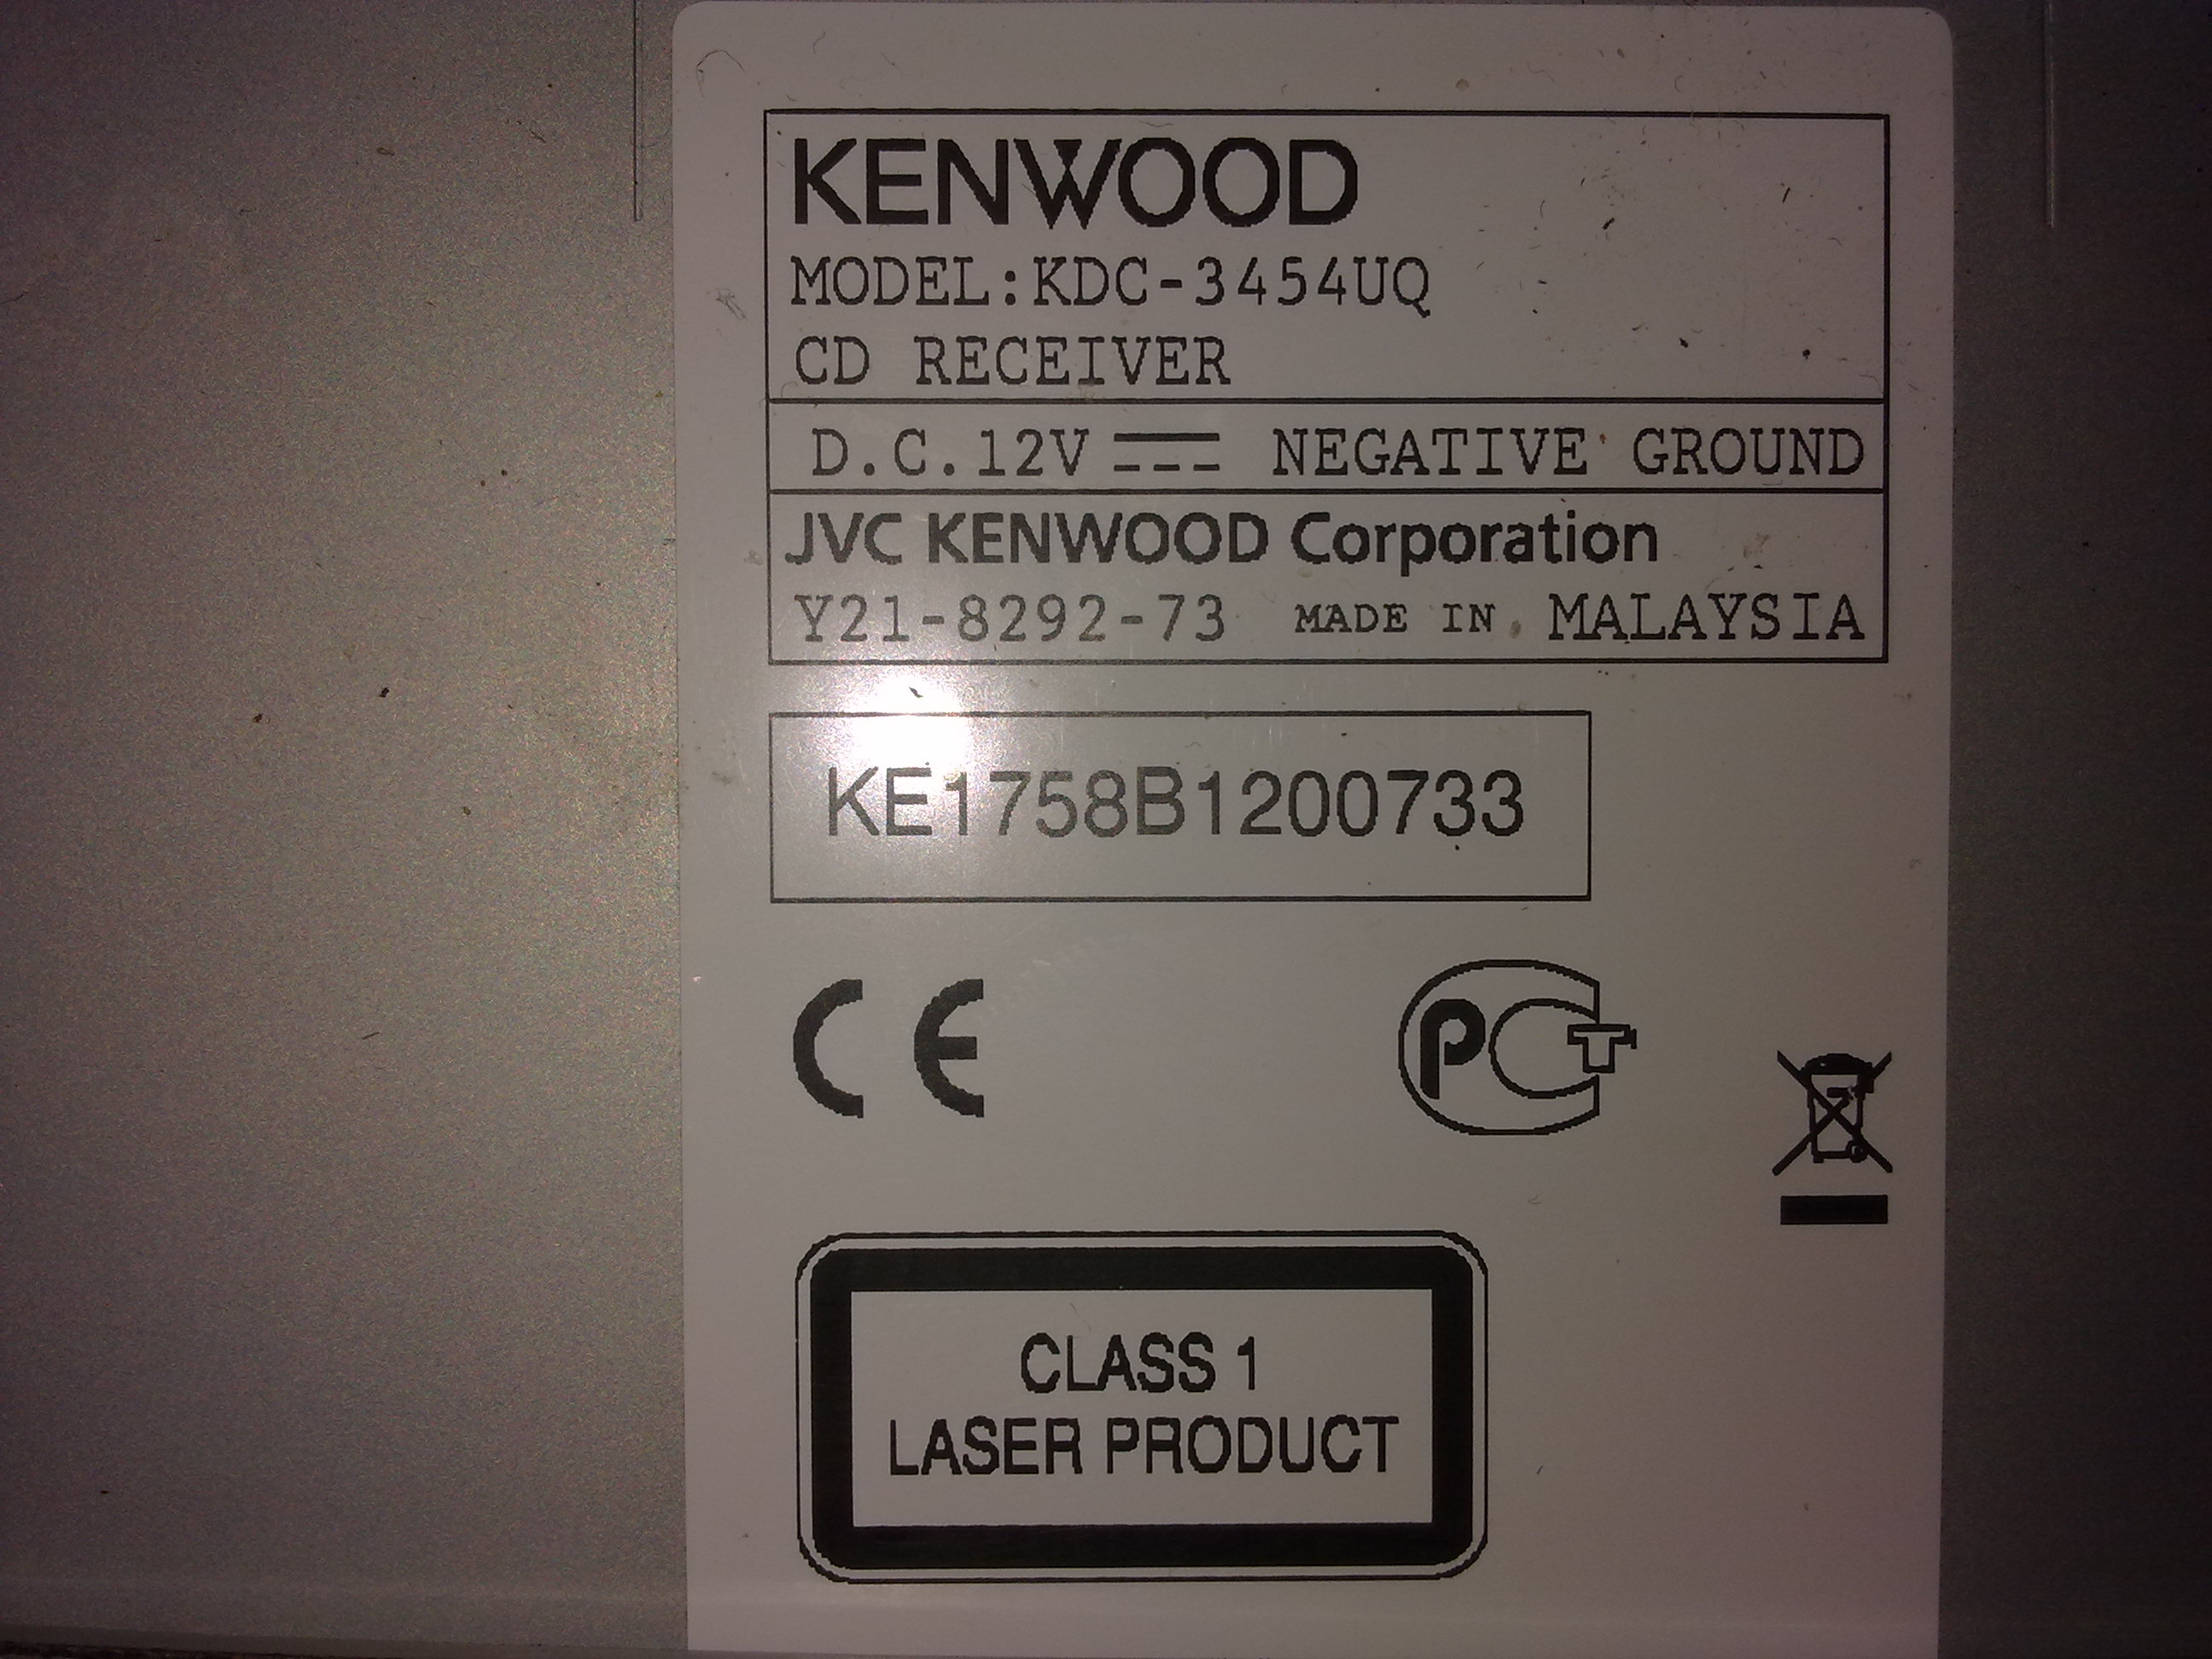 KENWOOD
MODEL:KDC-3454UQ
CD RECEIVER
D.C.12V NEGATIVE GROUND
JVC KENWOOD Corporation
Y21-8292-73 MADE IN MALAYSIA
KE1758B1200733
CE
PCT
CLASS 1
LASER PRODUCT